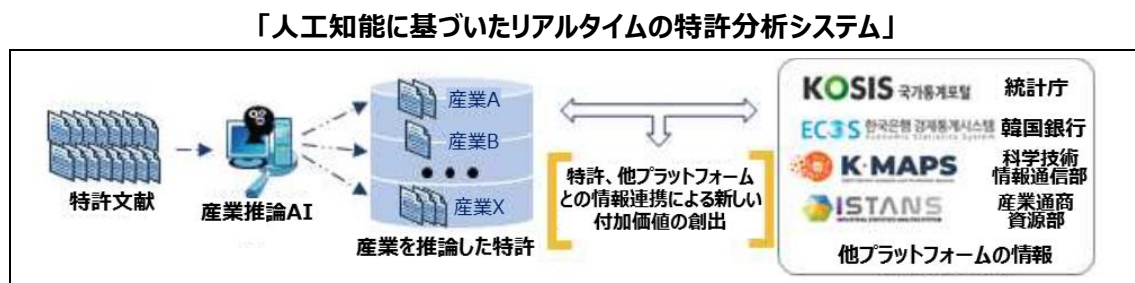 「人工知能に基づいたリアルタイムの特許分析システム」
特許文献
産業推論AI
産業A
産業B
産業X
産業を推論した特許
特許、他プラットフォーム
との情報連携による新しい
付加価値の創出
KOSIS 국가통계포털 統計庁
ECOS 한국은행 경제통계시스템 韓国銀行
K-MAPS 科学技術
情報通信部
ISTANS 産業通商
資源部
他プラットフォームの情報